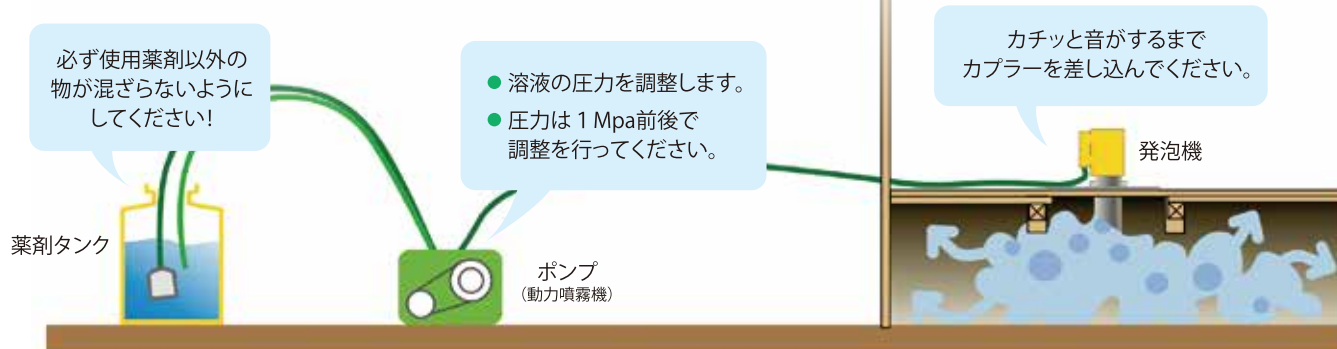 必ず使用薬剤以外の
物が混ざらないように
してください!
● 溶液の圧力を調整します。
● 圧力は 1 Mpa前後で
調整を行ってください。
カチッと音がするまで
カプラーを差し込んでください。
発泡機
薬剤タンク
ポンプ
（動力噴霧機）